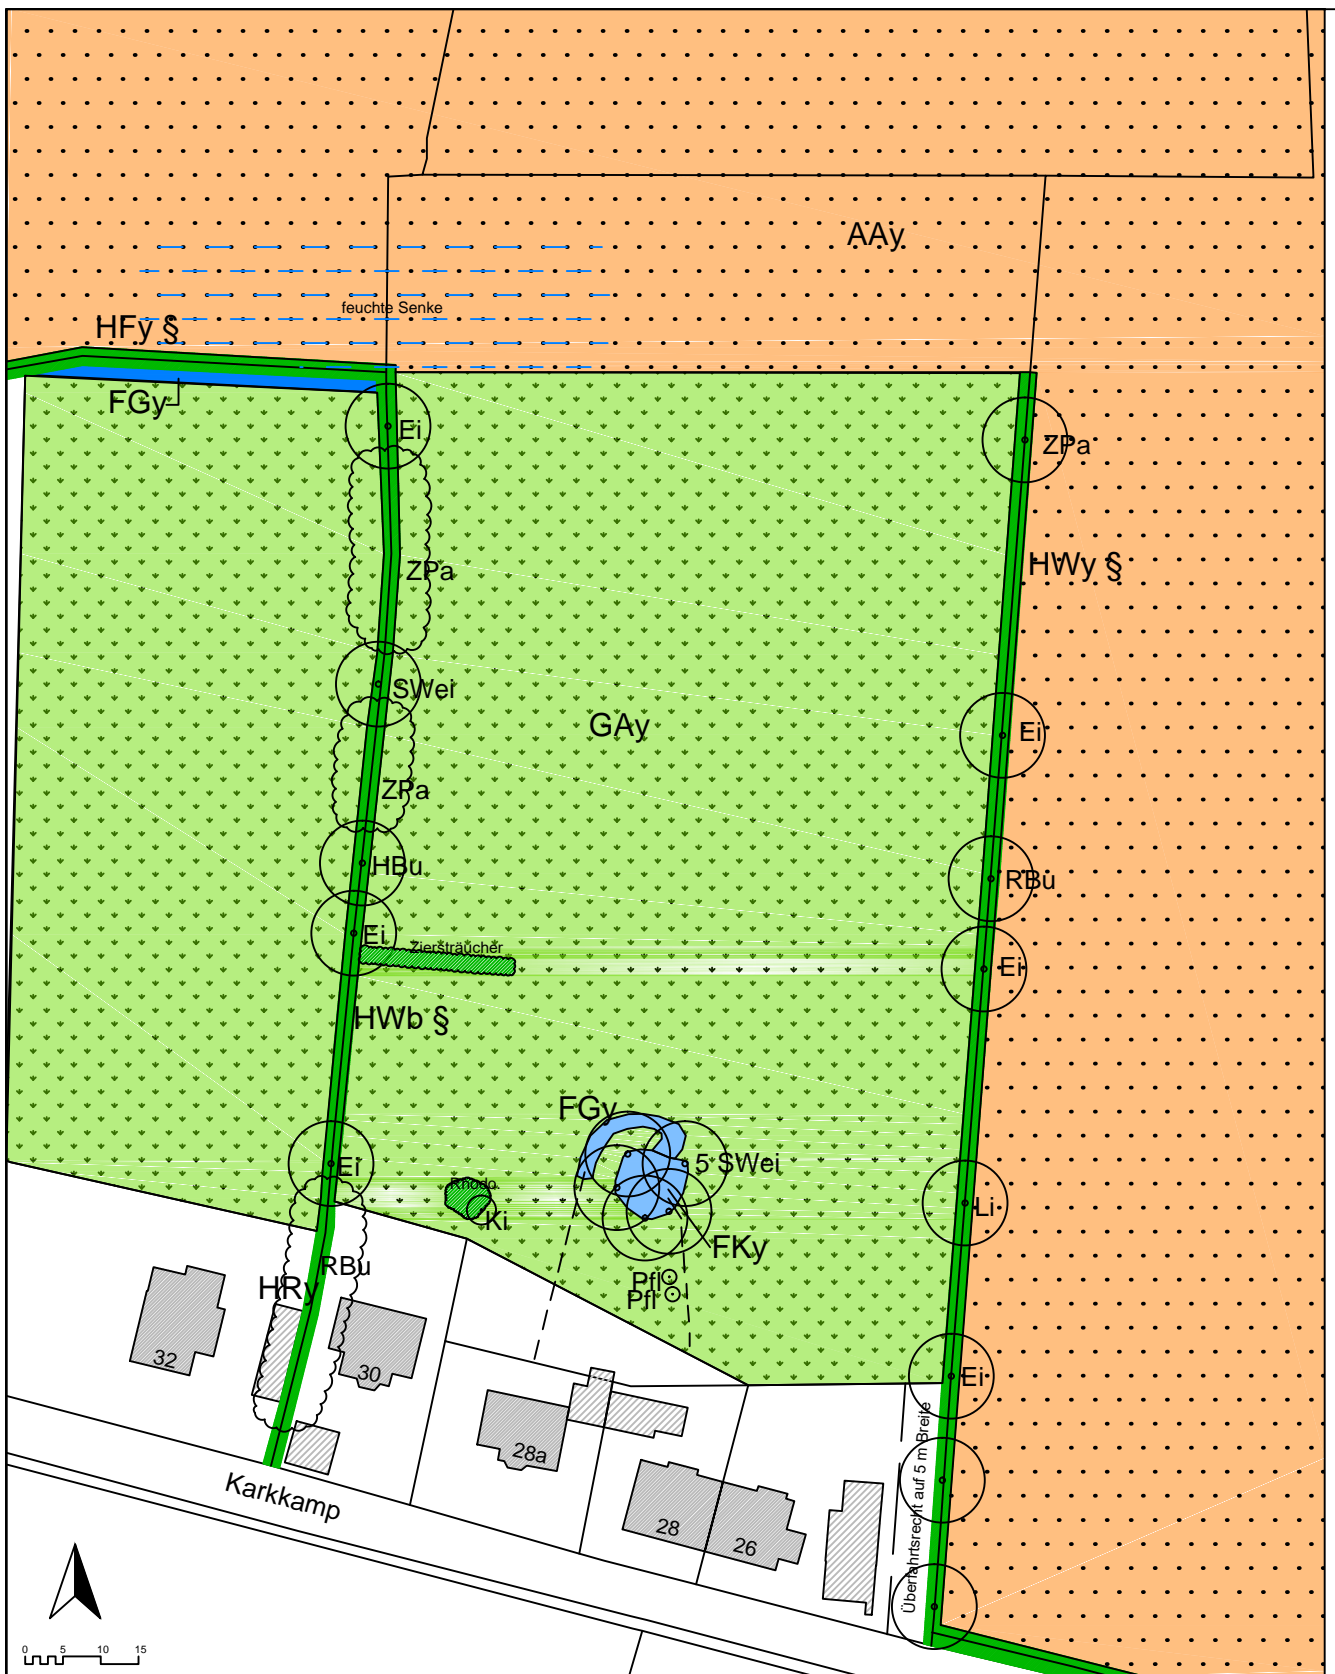 AAy
feuchte Senke
HFy §
FGy
Ei
ZPa
ZPa
HWy §
SWei
GAy
Ei
ZPa
HBu
RBu
Ei
Ziersträucher
Ei
HWb §
FGy
Ei
5 SWei
Rhodo
Ki
Li
FKy
RBu
HRy
Pfl
Pfl
32
30
Ei
28a
Überfahrtsrecht auf 5 m Breite
Karkkamp
28
26
0 5 10 15